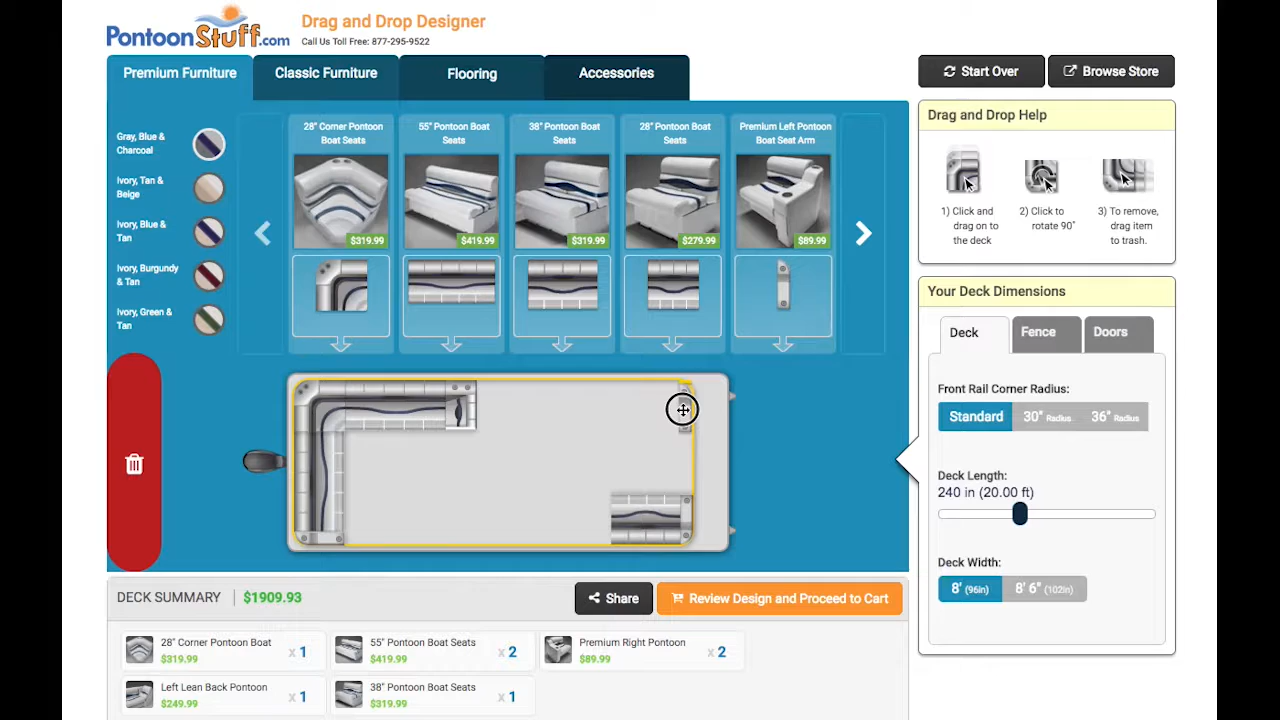 PontoonStuff.com
Drag and Drop Designer
Call Us Toll Free: 877-295-9522
Premium Furniture
Classic Furniture
Flooring
Accessories
Start Over
Browse Store
Gray, Blue &
Charcoal
Ivory, Tan &
Beige
Ivory, Blue &
Tan
Ivory, Burgundy
& Tan
Ivory, Green &
Tan
28" Corner Pontoon
Boat Seats
$319.99
55" Pontoon Boat
Seats
$419.99
38" Pontoon Boat
Seats
$319.99
28" Pontoon Boat
Seats
$279.99
Premium Left Pontoon
Boat Seat Arm
$89.99
Drag and Drop Help
1) Click and
drag on to
the deck
2) Click to
rotate 90°
3) To remove,
drag item
to trash.
Your Deck Dimensions
Deck
Fence
Doors
Front Rail Corner Radius:
Standard
30" Radius
36" Radius
Deck Length:
240 in (20.00 ft)
Deck Width:
8' (96in)
8' 6" (102in)
DECK SUMMARY
$1909.93
Share
Review Design and Proceed to Cart
28" Corner Pontoon Boat
$319.99
x 1
55" Pontoon Boat Seats
$419.99
x 2
Premium Right Pontoon
$89.99
x 2
Left Lean Back Pontoon
$249.99
x 1
38" Pontoon Boat Seats
$319.99
x 1